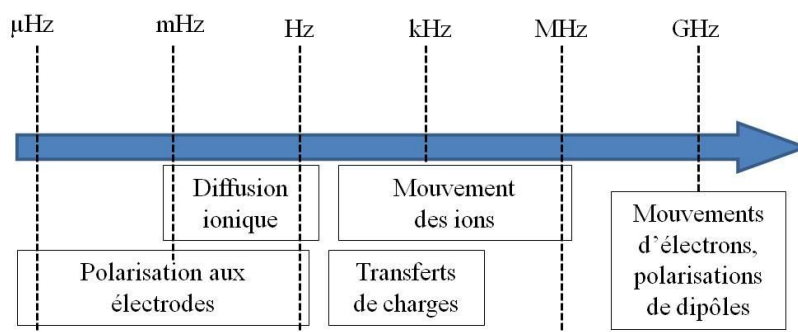 µHz mHz Hz kHz MHz GHz
Diffusion
ionique
Mouvement
des ions
Mouvements
d’électrons,
polarisations
de dipôles
Polarisation aux
électrodes
Transferts
de charges